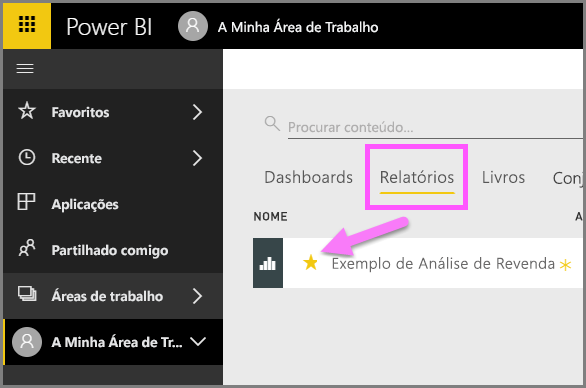 Power BI A Minha Área de Trabalho
Favoritos
Recente
Aplicações
Partilhado comigo
Áreas de trabalho
A Minha Área de Tr...
Procurar conteúdo...
Dashboards Relatórios Livros Conj
NOME A
Exemplo de Análise de Revenda